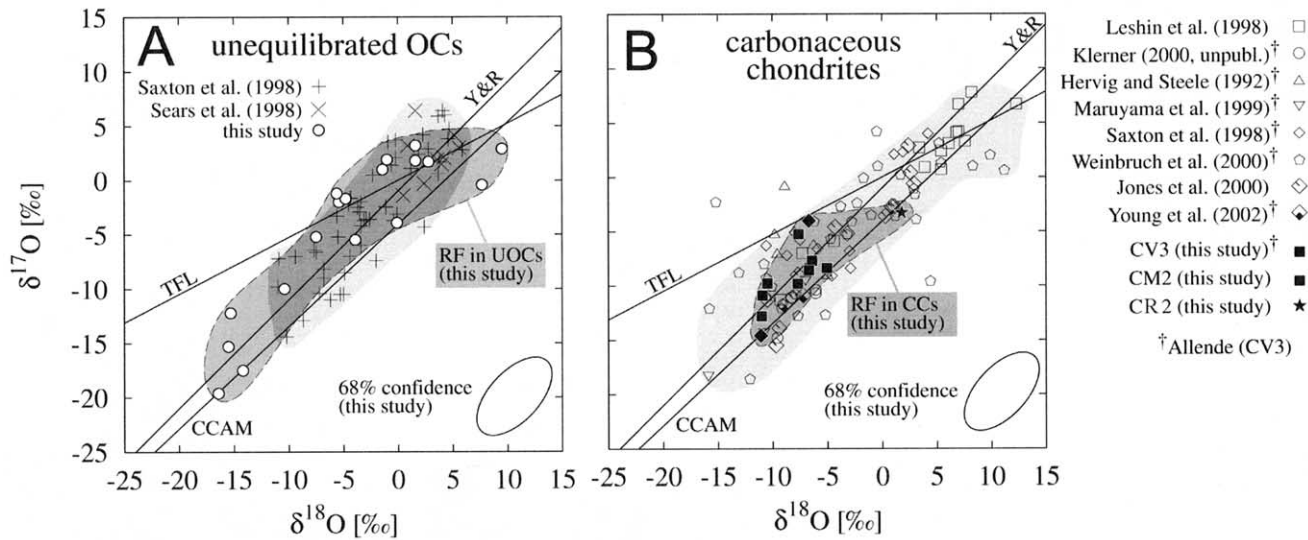 A
unequilibrated OCs
Saxton et al. (1998)
Sears et al. (1998)
this study
Y&R
TFL
CCAM
RF in UOCs
(this study)
68% confidence
(this study)
15
10
5
0
-5
-10
-15
-20
-25
δ17O [‰]
-25 -20 -15 -10 -5 0 5 10 15
δ18O [‰]
B
carbonaceous
chondrites
Y&R
TFL
CCAM
RF in CCs
(this study)
68% confidence
(this study)
-25 -20 -15 -10 -5 0 5 10 15
δ18O [‰]
Leshin et al. (1998)
Klerner (2000, unpubl.)†
Hervig and Steele (1992)†
Maruyama et al. (1999)†
Saxton et al. (1998)†
Weinbruch et al. (2000)†
Jones et al. (2000)
Young et al. (2002)†
CV3 (this study)†
CM2 (this study)
CR2 (this study)
†Allende (CV3)